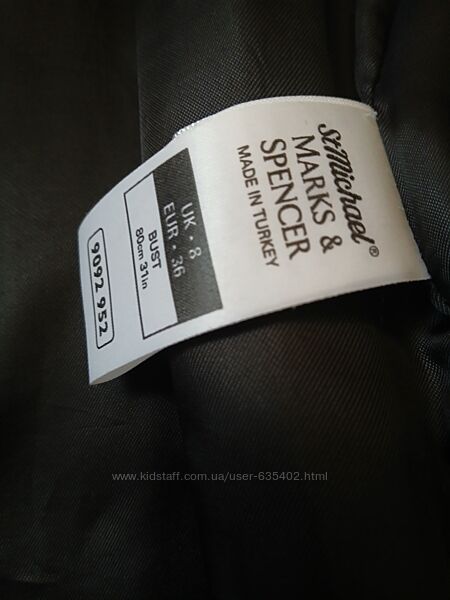 St Michael®
MARKS &
SPENCER
MADE IN TURKEY
UK • 8
EUR • 36
BUST
80cm 31in
9092 952
www.kidstaff.com.ua/user-635402.html